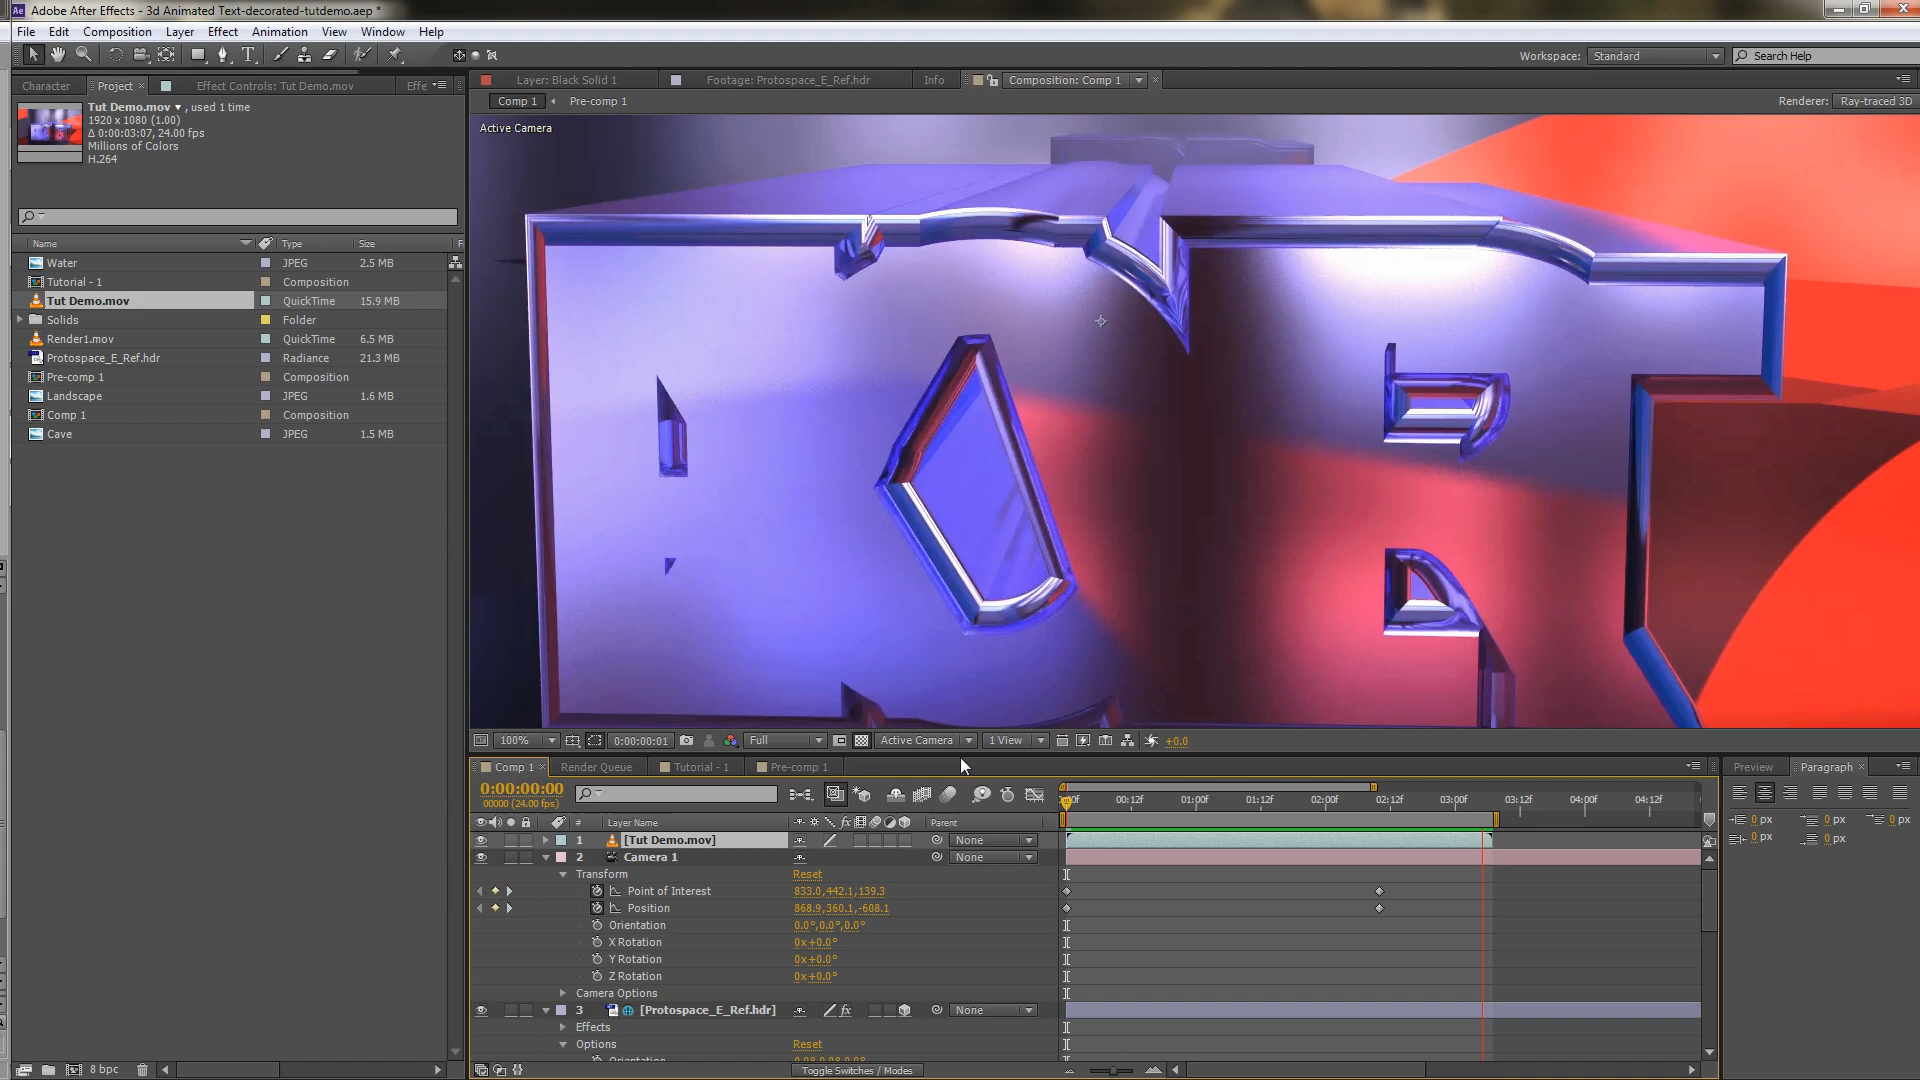 Adobe After Effects - 3d Animated Text-decorated-tutdemo.aep *
File Edit Composition Layer Effect Animation View Window Help
Workspace: Standard Search Help
Character Project Effect Controls: Tut Demo.mov Effe
Layer: Black Solid 1 Footage: Protospace_E_Ref.hdr Info Composition: Comp 1
Comp 1 Pre-comp 1 Renderer: Ray-traced 3D
Tut Demo.mov , used 1 time
1920 x 1080 (1.00)
Δ 0:00:03:07, 24.00 fps
Millions of Colors
H.264
Active Camera
Name Type Size F
Water JPEG 2.5 MB
Tutorial - 1 Composition
Tut Demo.mov QuickTime 15.9 MB
Solids Folder
Render1.mov QuickTime 6.5 MB
Protospace_E_Ref.hdr Radiance 21.3 MB
Pre-comp 1 Composition
Landscape JPEG 1.6 MB
Comp 1 Composition
Cave JPEG 1.5 MB
100% 0:00:00:01 Full Active Camera 1 View +0.0
Comp 1 Render Queue Tutorial - 1 Pre-comp 1
Preview Paragraph
0:00:00:00
00000 (24.00 fps)
00:12f 01:00f 01:12f 02:00f 02:12f 03:00f 03:12f 04:00f 04:12f
0 px 0 px 0 px
0 px 0 px
# Layer Name fx Parent
1 [Tut Demo.mov] None
2 Camera 1 None
Transform Reset
Point of Interest 833.0,442.1,139.3
Position 868.9,360.1,-608.1
Orientation 0.0°,0.0°,0.0°
X Rotation 0x+0.0°
Y Rotation 0x+0.0°
Z Rotation 0x+0.0°
Camera Options
3 [Protospace_E_Ref.hdr] fx None
Effects
Options Reset
8 bpc Toggle Switches / Modes